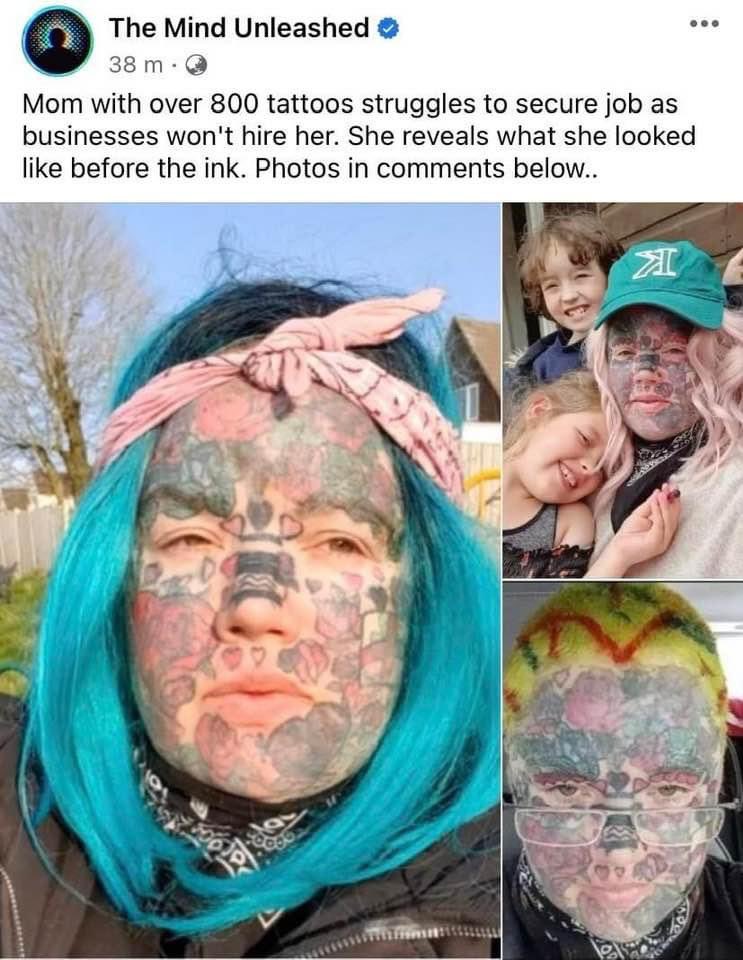 The Mind Unleashed
38 m ·
Mom with over 800 tattoos struggles to secure job as
businesses won't hire her. She reveals what she looked
like before the ink. Photos in comments below..
K